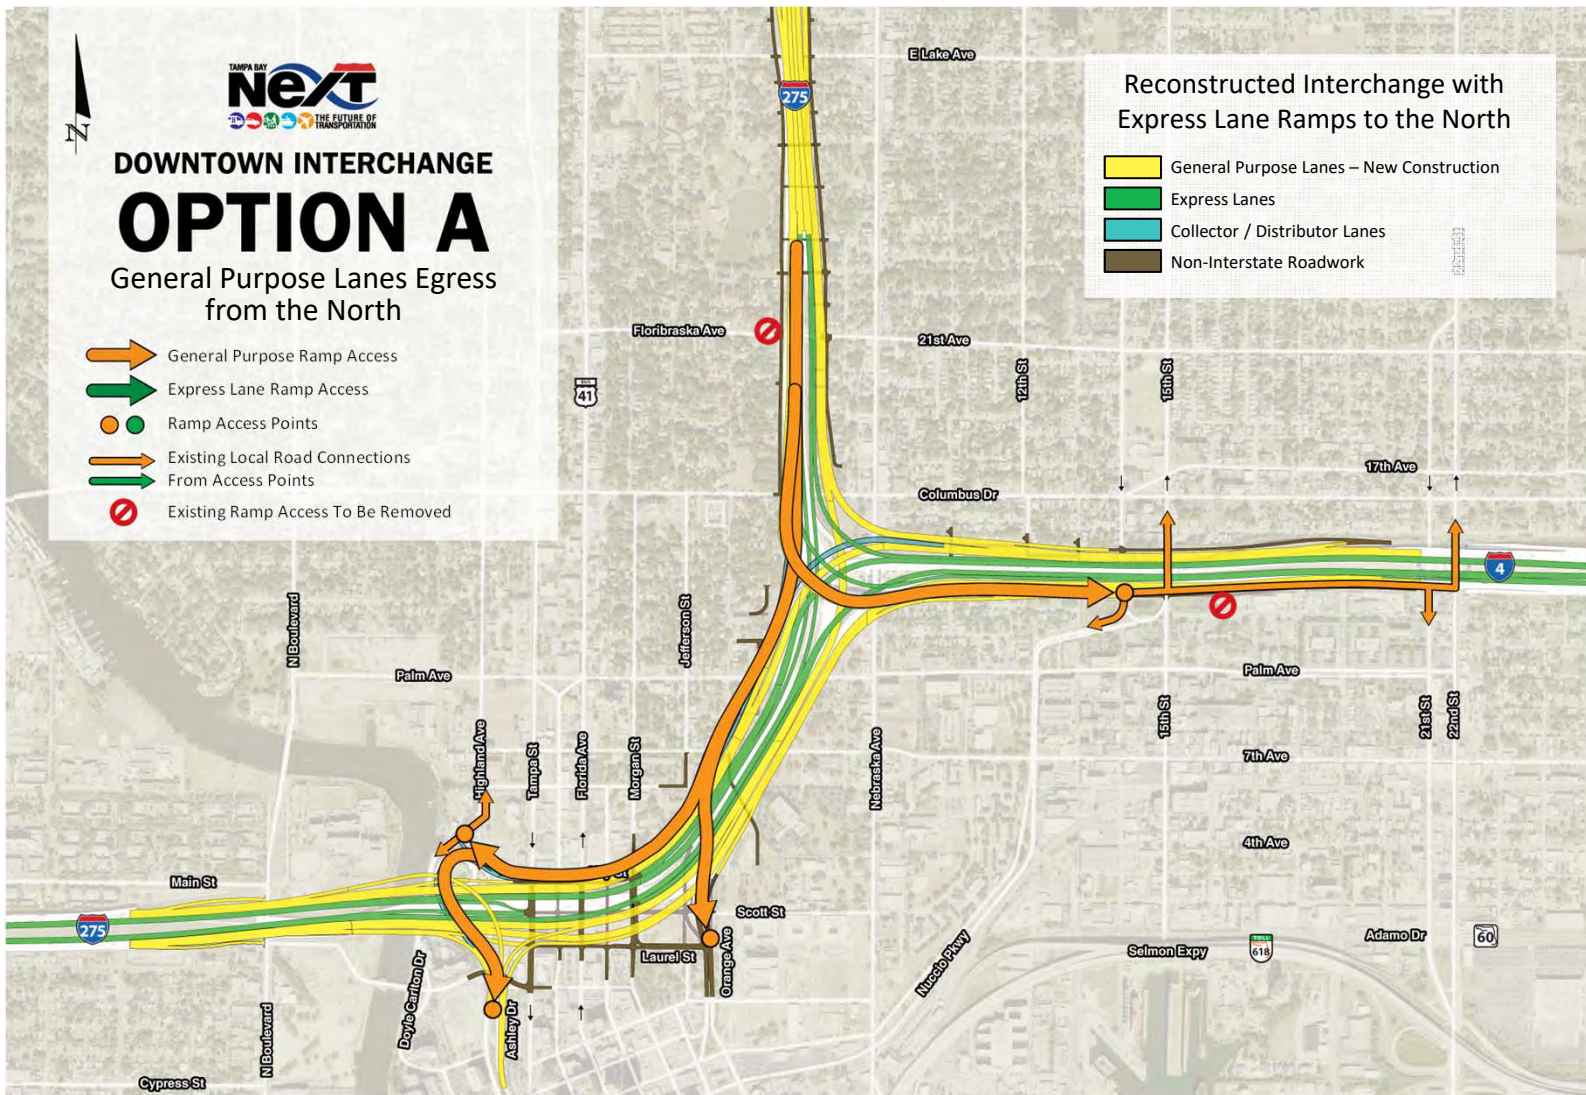 TAMPA BAY
NEXT
THE FUTURE OF
TRANSPORTATION
N
DOWNTOWN INTERCHANGE
OPTION A
General Purpose Lanes Egress
from the North
General Purpose Ramp Access
Express Lane Ramp Access
Ramp Access Points
Existing Local Road Connections
From Access Points
Existing Ramp Access To Be Removed
Reconstructed Interchange with
Express Lane Ramps to the North
General Purpose Lanes – New Construction
Express Lanes
Collector / Distributor Lanes
Non-Interstate Roadwork
E Lake Ave
275
Floribraska Ave
21st Ave
BUS
41
12th St
15th St
17th Ave
Columbus Dr
4
N Boulevard
Jefferson St
Palm Ave
Palm Ave
15th St
21st St
22nd St
Highland Ave
Tampa St
Florida Ave
Morgan St
Nebraska Ave
7th Ave
4th Ave
Main St
275
Scott St
Laurel St
Orange Ave
Nuccio Pkwy
Selmon Expy
TOLL
618
Adamo Dr
60
Doyle Carlton Dr
Ashley Dr
N Boulevard
Cypress St